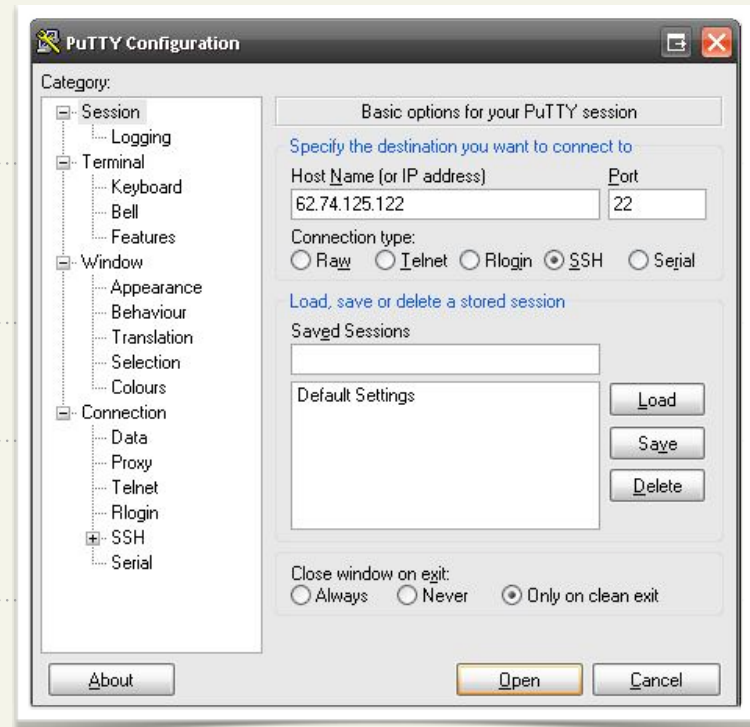 PuTTY Configuration
Category:
Session
Logging
Terminal
Keyboard
Bell
Features
Window
Appearance
Behaviour
Translation
Selection
Colours
Connection
Data
Proxy
Telnet
Rlogin
SSH
Serial
Basic options for your PuTTY session
Specify the destination you want to connect to
Host Name (or IP address) Port
62.74.125.122 22
Connection type:
Raw Telnet Rlogin SSH Serial
Load, save or delete a stored session
Saved Sessions
Default Settings
Load
Save
Delete
Close window on exit:
Always Never Only on clean exit
About Open Cancel